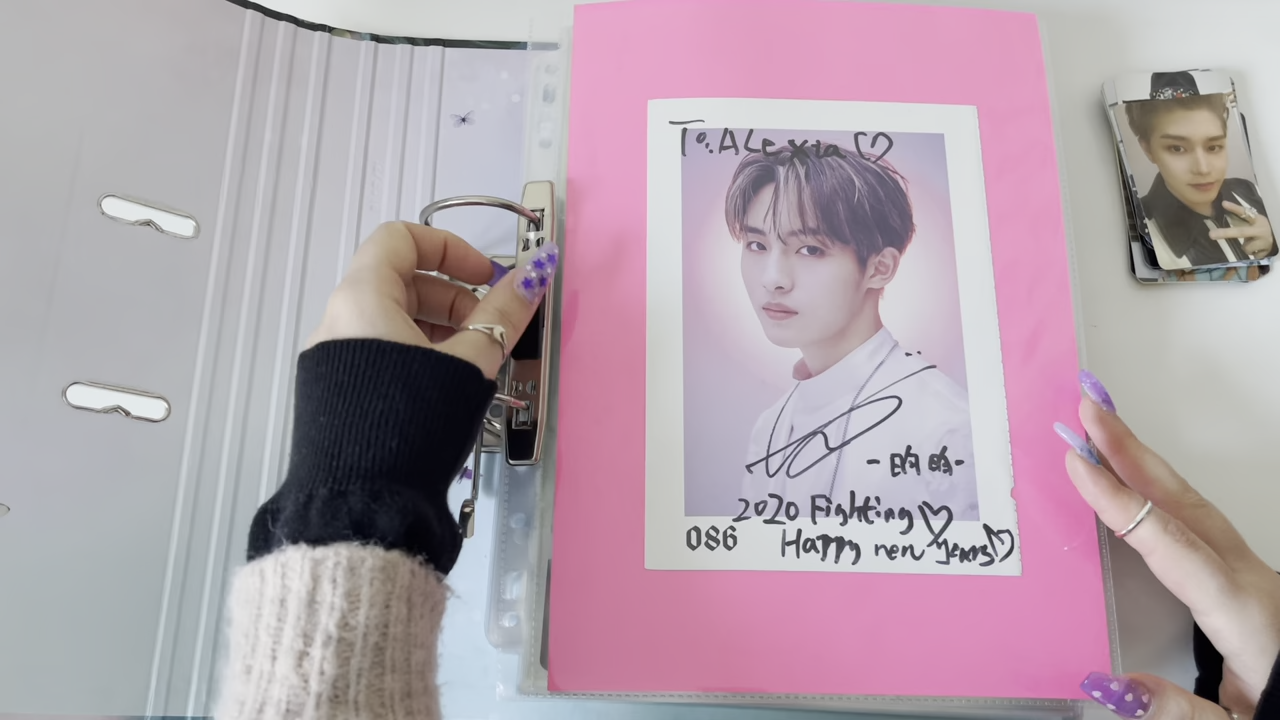 To. ALexia ♡
-昀昀-
2020 Fighting ♡
086
Happy new years ♡